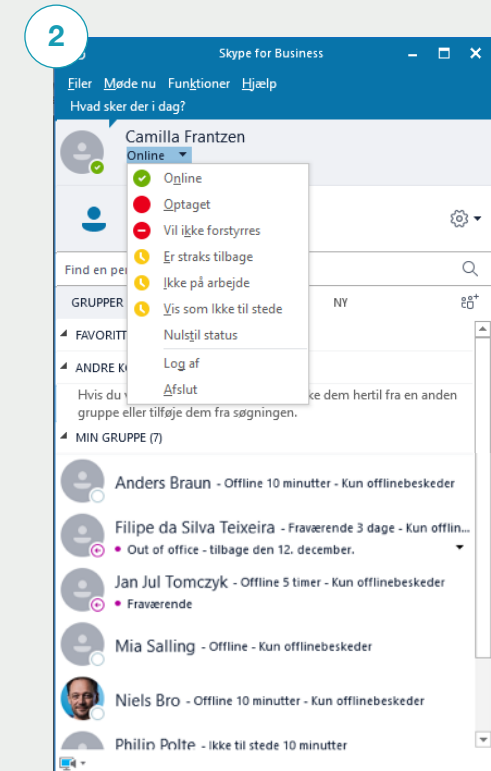 2
Skype for Business
Filer Møde nu Funktioner Hjælp
Hvad sker der i dag?
Camilla Frantzen
Online
Online
Optaget
Vil ikke forstyrres
Er straks tilbage
Ikke på arbejde
Vis som Ikke til stede
Nulstil status
Log af
Afslut
Find en
GRUPPER NY
ANDRE
Hvis du ke dem hertil fra en anden
gruppe eller tilføje dem fra søgningen.
MIN GRUPPE (7)
Anders Braun - Offline 10 minutter - Kun offlinebeskeder
Filipe da Silva Teixeira - Fraværende 3 dage - Kun offlin...
• Out of office - tilbage den 12. december.
Jan Jul Tomczyk - Offline 5 timer - Kun offlinebeskeder
• Fraværende
Mia Salling - Offline - Kun offlinebeskeder
Niels Bro - Offline 10 minutter - Kun offlinebeskeder
Philip Polte - Ikke til stede 10 minutter